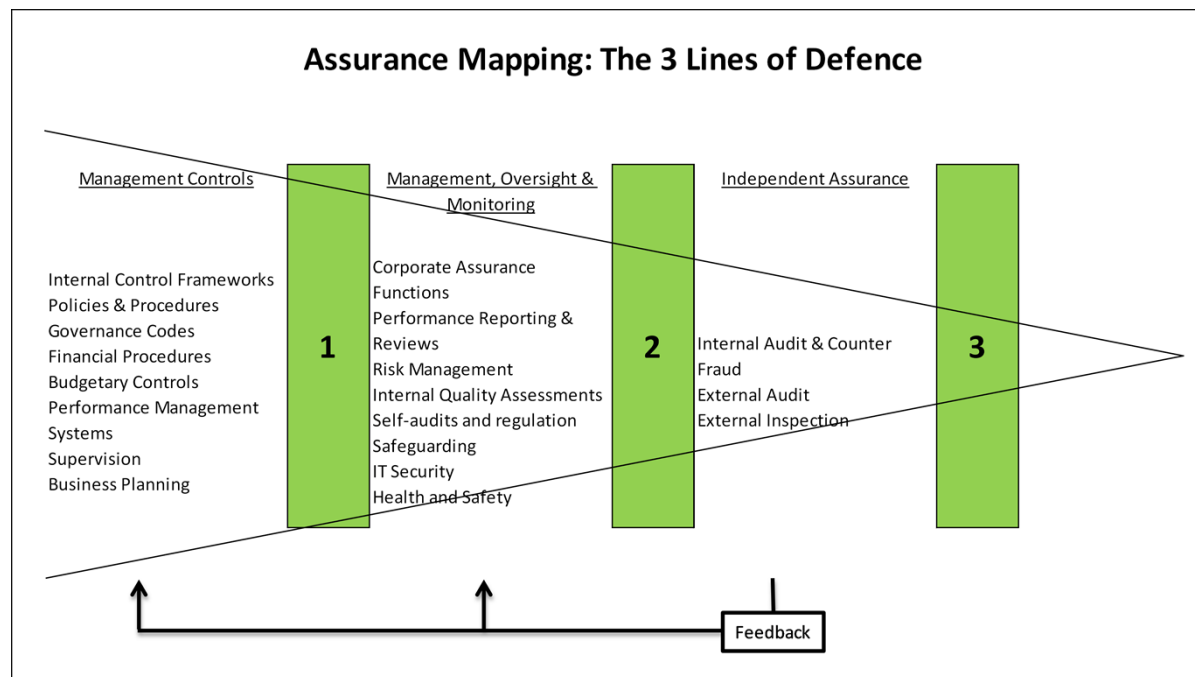 Assurance Mapping: The 3 Lines of Defence
Management Controls
Internal Control Frameworks
Policies & Procedures
Governance Codes
Financial Procedures
Budgetary Controls
Performance Management
Systems
Supervision
Business Planning
1
Management, Oversight &
Monitoring
Corporate Assurance
Functions
Performance Reporting &
Reviews
Risk Management
Internal Quality Assessments
Self-audits and regulation
Safeguarding
IT Security
Health and Safety
2
Independent Assurance
Internal Audit & Counter
Fraud
External Audit
External Inspection
3
Feedback